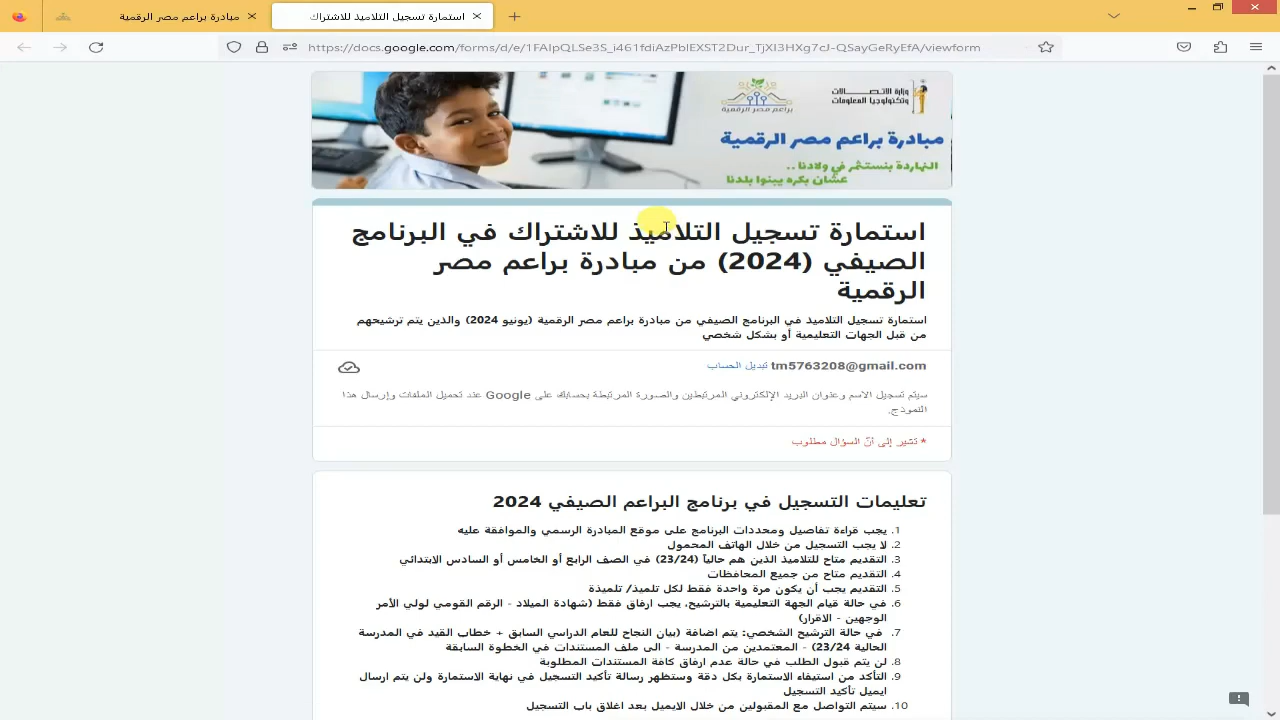 مبادرة براعم مصر الرقمية
استمارة تسجيل التلاميذ للاشتراك
https://docs.google.com/forms/d/e/1FAIpQLSe3S_i461fdiAzPblEXST2Dur_TjXl3HXg7cJ-QSayGeRyEfA/viewform
وزارة الاتصالات
وتكنولوجيا المعلومات
براعم مصر الرقمية
مبادرة براعم مصر الرقمية
النهاردة بنستثمر في ولادنا ..
عشان بكره يبنوا بلدنا
استمارة تسجيل التلاميذ للاشتراك في البرنامج
الصيفي (2024) من مبادرة براعم مصر
الرقمية
استمارة تسجيل التلاميذ في البرنامج الصيفي من مبادرة براعم مصر الرقمية (يونيو 2024) والذين يتم ترشيحهم
من قبل الجهات التعليمية أو بشكل شخصي
tm5763208@gmail.com تبديل الحساب
سيتم تسجيل الاسم وعنوان البريد الإلكتروني المرتبطين والصورة المرتبطة بحسابك على Google عند تحميل الملفات وإرسال هذا
النموذج.
* تشير إلى أنّ السؤال مطلوب
تعليمات التسجيل في برنامج البراعم الصيفي 2024
1. يجب قراءة تفاصيل ومحددات البرنامج على موقع المبادرة الرسمي والموافقة عليه
2. لا يجب التسجيل من خلال الهاتف المحمول
3. التقديم متاح للتلاميذ الذين هم حالياً (23/24) في الصف الرابع أو الخامس أو السادس الابتدائي
4. التقديم متاح من جميع المحافظات
5. التقديم يجب أن يكون مرة واحدة فقط لكل تلميذ/ تلميذة
6. في حالة قيام الجهة التعليمية بالترشيح، يجب ارفاق فقط (شهادة الميلاد - الرقم القومي لولي الأمر
الوجهين - الاقرار)
7. في حالة الترشيح الشخصي: يتم اضافة (بيان النجاح للعام الدراسي السابق + خطاب القيد في المدرسة
الحالية 23/24) - المعتمدين من المدرسة - الى ملف المستندات في الخطوة السابقة
8. لن يتم قبول الطلب في حالة عدم ارفاق كافة المستندات المطلوبة
9. التأكد من استيفاء الاستمارة بكل دقة وستظهر رسالة تأكيد التسجيل في نهاية الاستمارة ولن يتم ارسال
ايميل تأكيد التسجيل
10. سيتم التواصل مع المقبولين من خلال الايميل بعد اغلاق باب التسجيل